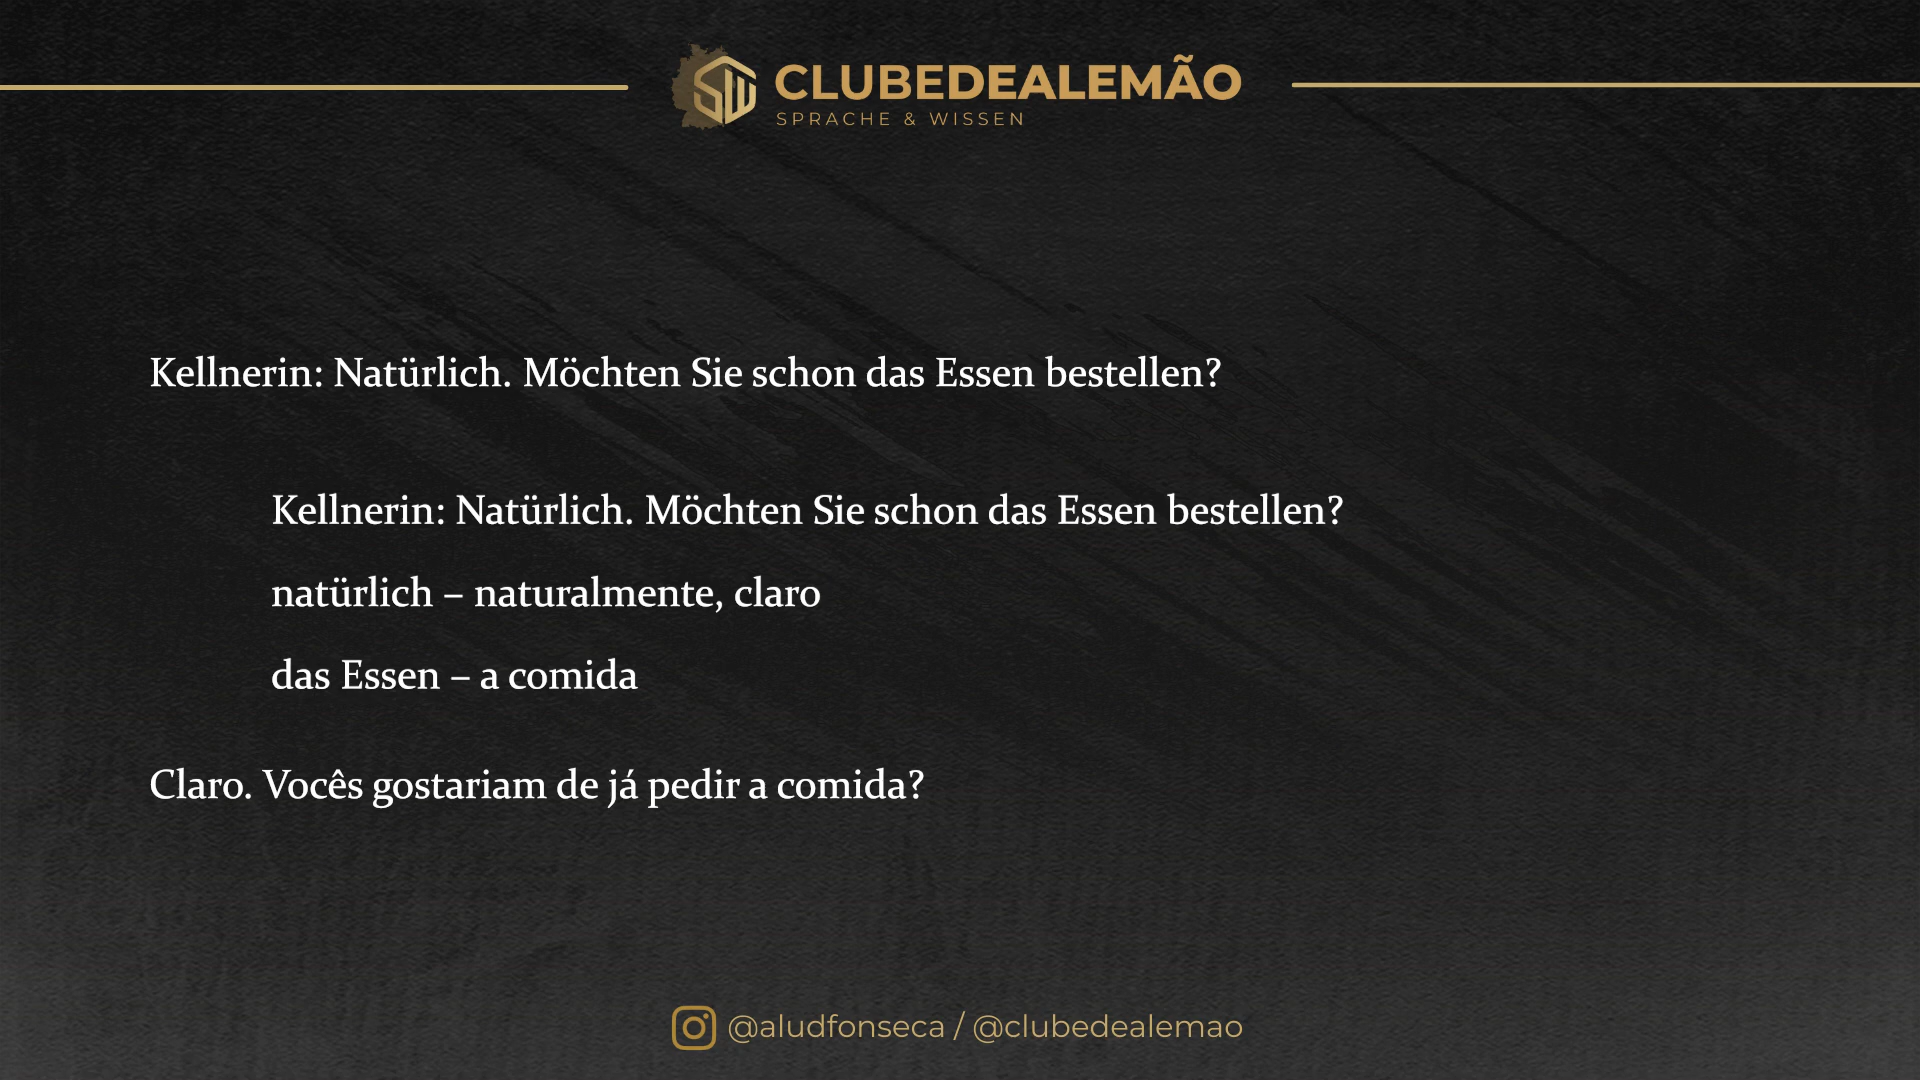 CLUBEDEALEMÃO
SPRACHE & WISSEN
Kellnerin: Natürlich. Möchten Sie schon das Essen bestellen?
Kellnerin: Natürlich. Möchten Sie schon das Essen bestellen?
natürlich – naturalmente, claro
das Essen – a comida
Claro. Vocês gostariam de já pedir a comida?
@aludfonseca / @clubedealemao